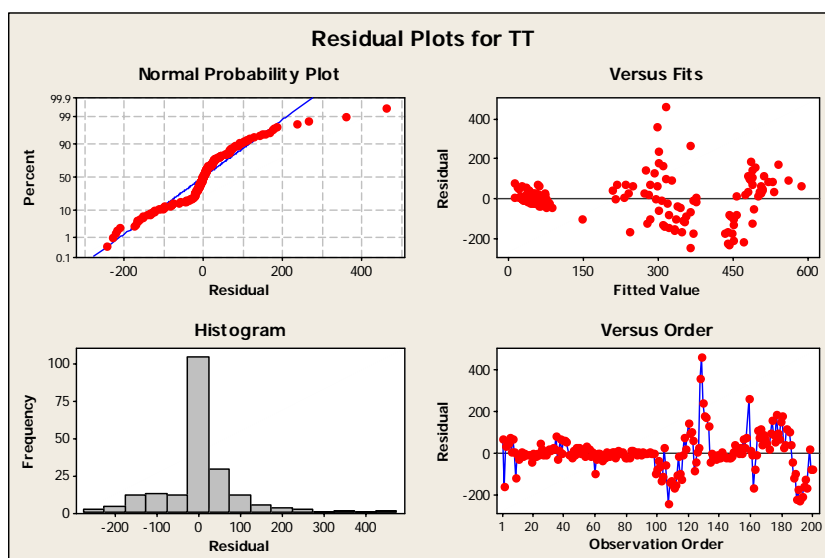 Residual Plots for TT
Normal Probability Plot
99.9
99
90
50
10
1
0.1
Percent
-200 0 200 400
Residual
Versus Fits
400
200
0
-200
Residual
0 150 300 450 600
Fitted Value
Histogram
100
75
50
25
0
Frequency
-200 -100 0 100 200 300 400
Residual
Versus Order
400
200
0
-200
Residual
1 20 40 60 80 100 120 140 160 180 200
Observation Order